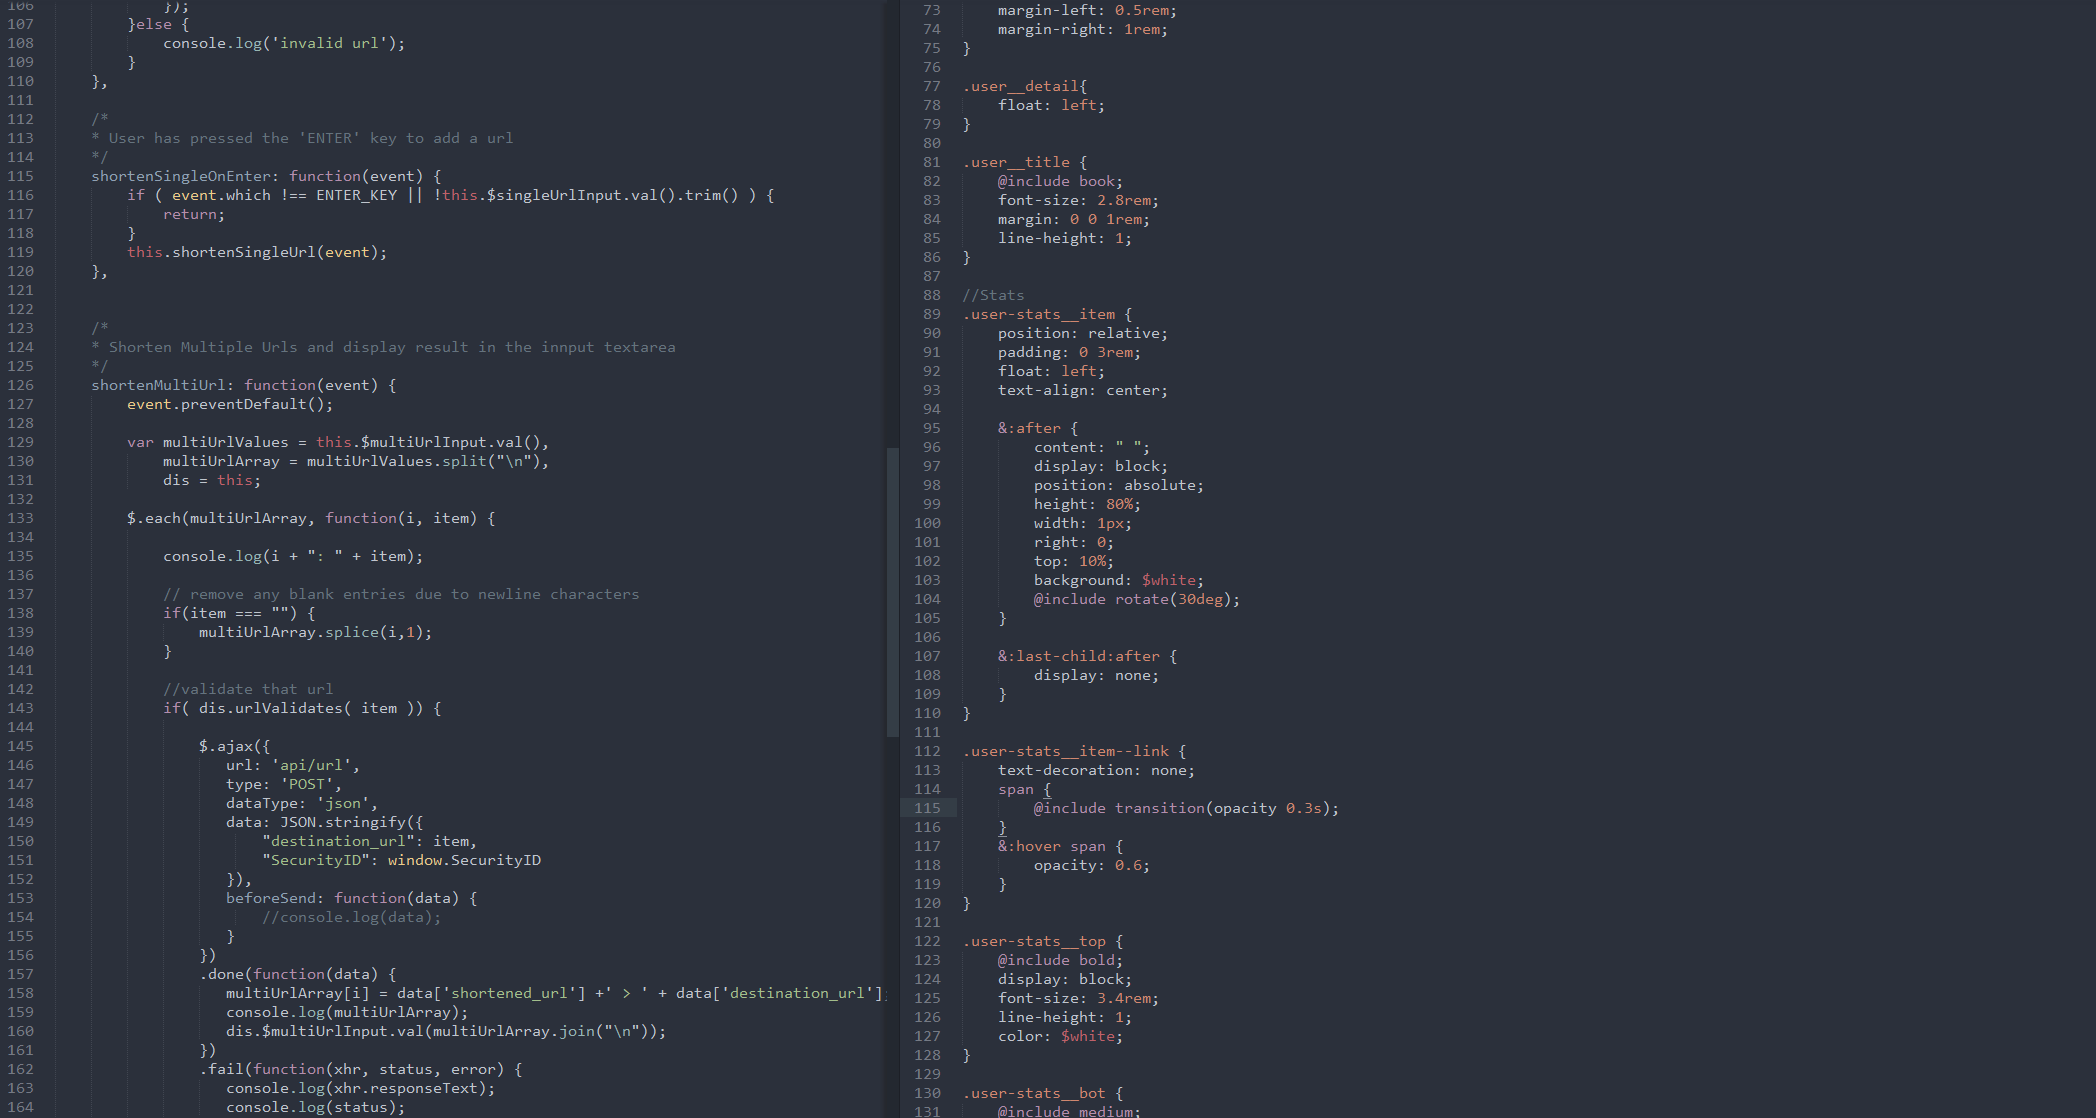 106 });
107 }else {
108 console.log('invalid url');
109 }
110 },
111
112 /*
113 * User has pressed the 'ENTER' key to add a url
114 */
115 shortenSingleOnEnter: function(event) {
116 if ( event.which !== ENTER_KEY || !this.$singleUrlInput.val().trim() ) {
117 return;
118 }
119 this.shortenSingleUrl(event);
120 },
121
122
123 /*
124 * Shorten Multiple Urls and display result in the innput textarea
125 */
126 shortenMultiUrl: function(event) {
127 event.preventDefault();
128
129 var multiUrlValues = this.$multiUrlInput.val(),
130 multiUrlArray = multiUrlValues.split("\n"),
131 dis = this;
132
133 $.each(multiUrlArray, function(i, item) {
134
135 console.log(i + ": " + item);
136
137 // remove any blank entries due to newline characters
138 if(item === "") {
139 multiUrlArray.splice(i,1);
140 }
141
142 //validate that url
143 if( dis.urlValidates( item )) {
144
145 $.ajax({
146 url: 'api/url',
147 type: 'POST',
148 dataType: 'json',
149 data: JSON.stringify({
150 "destination_url": item,
151 "SecurityID": window.SecurityID
152 }),
153 beforeSend: function(data) {
154 //console.log(data);
155 }
156 })
157 .done(function(data) {
158 multiUrlArray[i] = data['shortened_url'] +' > ' + data['destination_url'];
159 console.log(multiUrlArray);
160 dis.$multiUrlInput.val(multiUrlArray.join("\n"));
161 })
162 .fail(function(xhr, status, error) {
163 console.log(xhr.responseText);
164 console.log(status);
73 margin-left: 0.5rem;
74 margin-right: 1rem;
75 }
76
77 .user__detail{
78 float: left;
79 }
80
81 .user__title {
82 @include book;
83 font-size: 2.8rem;
84 margin: 0 0 1rem;
85 line-height: 1;
86 }
87
88 //Stats
89 .user-stats__item {
90 position: relative;
91 padding: 0 3rem;
92 float: left;
93 text-align: center;
94
95 &:after {
96 content: " ";
97 display: block;
98 position: absolute;
99 height: 80%;
100 width: 1px;
101 right: 0;
102 top: 10%;
103 background: $white;
104 @include rotate(30deg);
105 }
106
107 &:last-child:after {
108 display: none;
109 }
110 }
111
112 .user-stats__item--link {
113 text-decoration: none;
114 span {
115 @include transition(opacity 0.3s);
116 }
117 &:hover span {
118 opacity: 0.6;
119 }
120 }
121
122 .user-stats__top {
123 @include bold;
124 display: block;
125 font-size: 3.4rem;
126 line-height: 1;
127 color: $white;
128 }
129
130 .user-stats__bot {
131 @include medium;